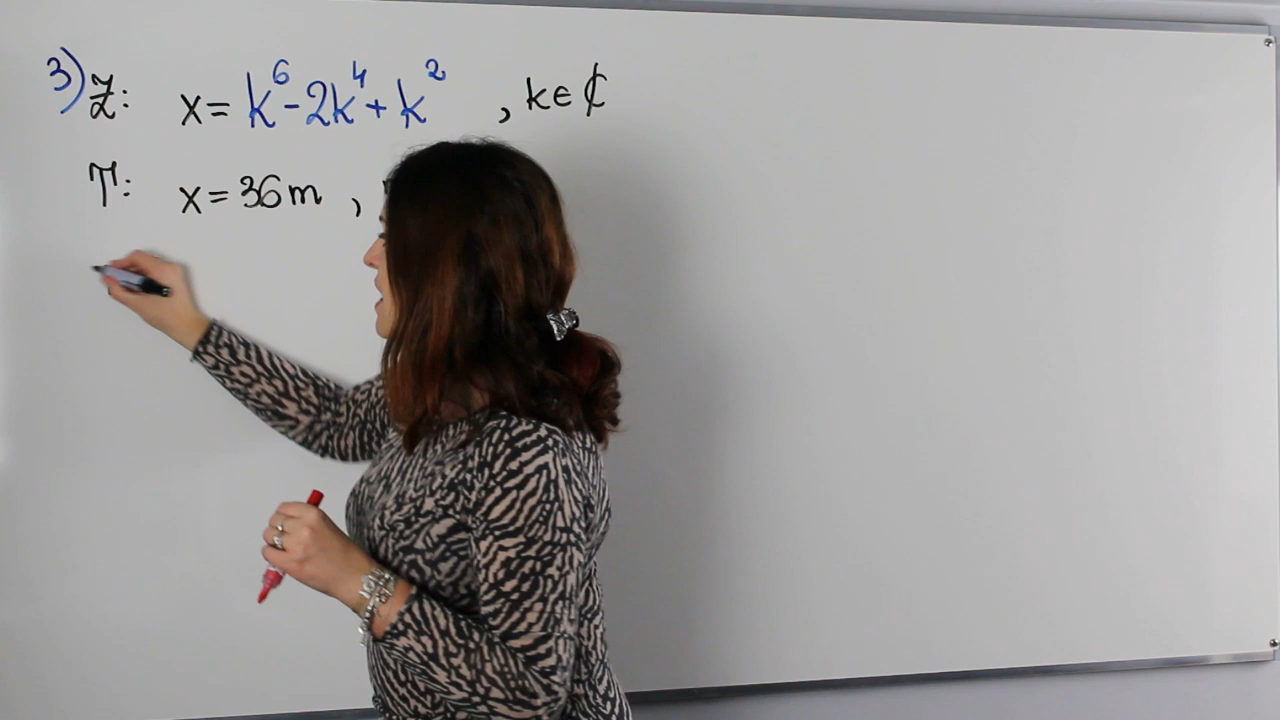 3) Z: x = k⁶ - 2k⁴ + k² , k ∈ ₵
T: x = 36m ,